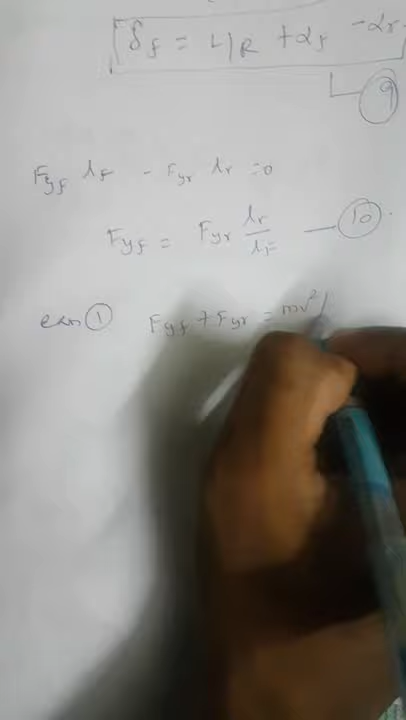 δf = L/R + αf - αr
9
Fyf lf - Fyr lr = 0
Fyf = Fyr lr/lf — 10
eqn 1 Fyf + Fyr = mv²/